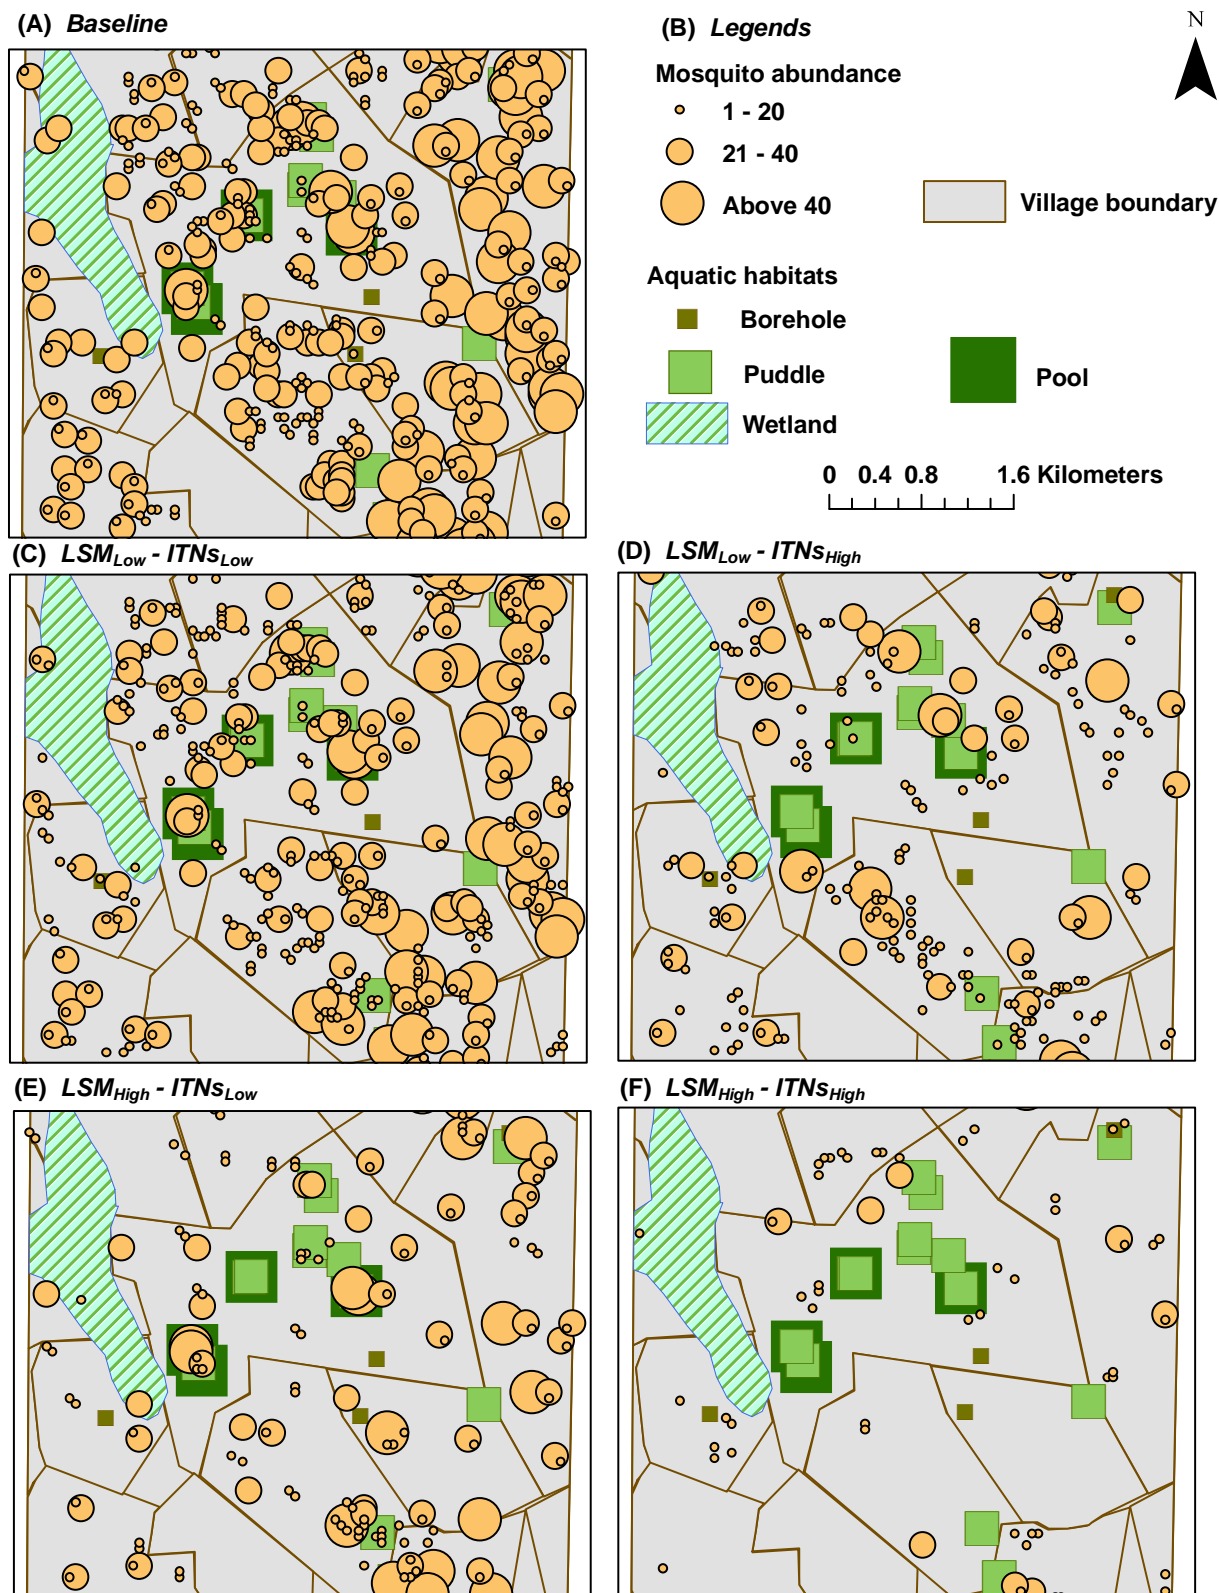 (A) Baseline
(B) Legends
N
Mosquito abundance
1 - 20
21 - 40
Above 40
Village boundary
Aquatic habitats
Borehole
Puddle
Pool
Wetland
0 0.4 0.8 1.6 Kilometers
(C) LSMLow - ITNsLow
(D) LSMLow - ITNsHigh
(E) LSMHigh - ITNsLow
(F) LSMHigh - ITNsHigh